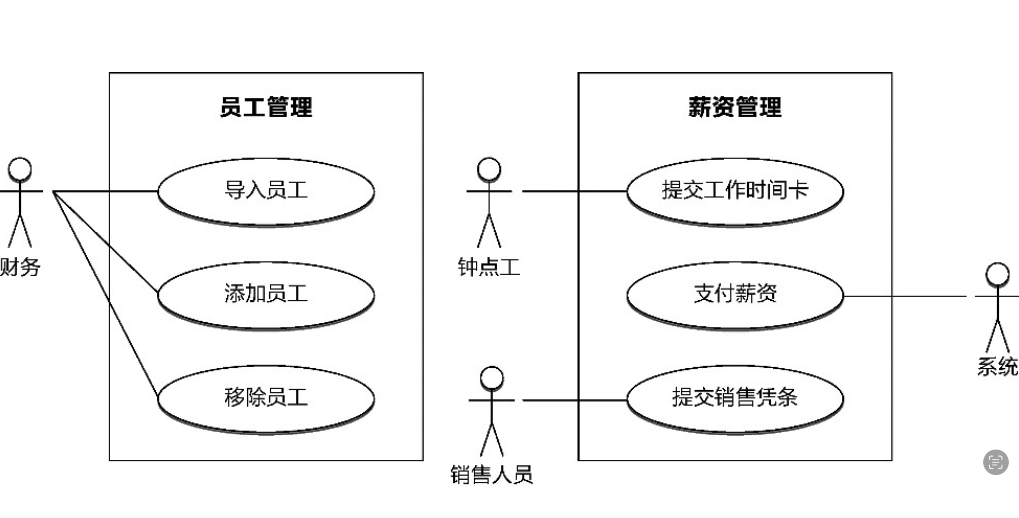 员工管理
导入员工
添加员工
移除员工
财务
薪资管理
提交工作时间卡
支付薪资
提交销售凭条
钟点工
销售人员
系统